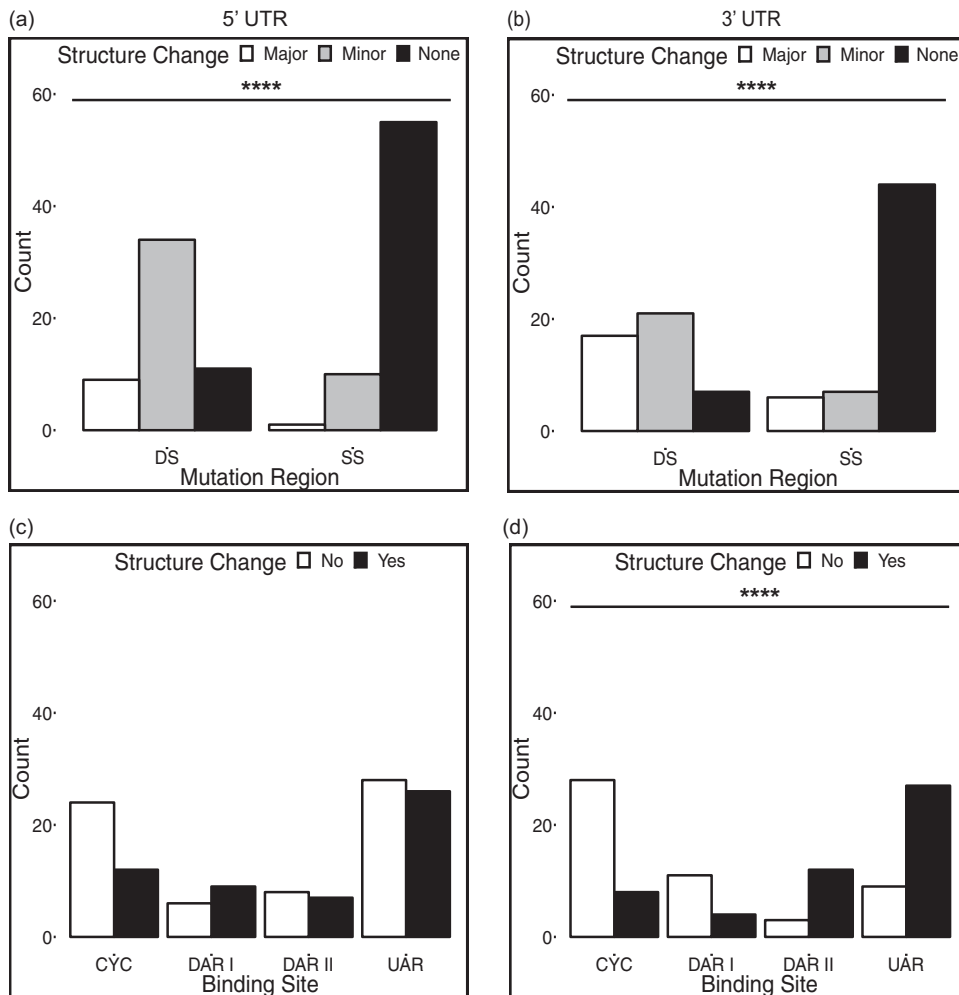 (a) 5′ UTR
Structure Change Major Minor None
****
60
40
20
0
Count
DS SS
Mutation Region
(b) 3′ UTR
Structure Change Major Minor None
****
60
40
20
0
Count
DS SS
Mutation Region
(c)
Structure Change No Yes
60
40
20
0
Count
CYC DAR I DAR II UAR
Binding Site
(d)
Structure Change No Yes
****
60
40
20
0
Count
CYC DAR I DAR II UAR
Binding Site